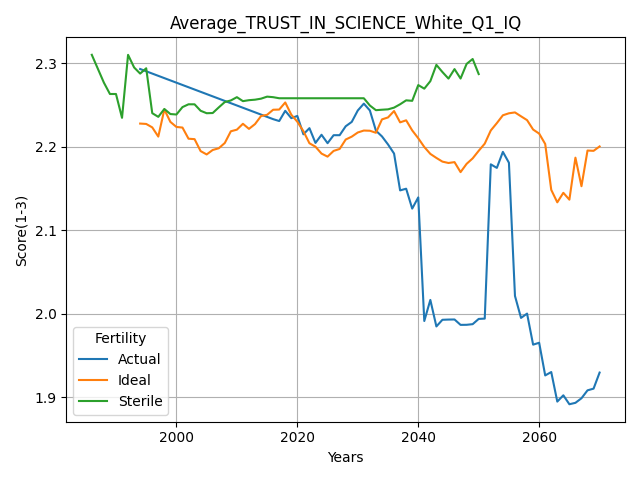 Average_TRUST_IN_SCIENCE_White_Q1_IQ
2.3
2.2
2.1
2.0
1.9
Score(1-3)
Fertility
Actual
Ideal
Sterile
2000
2020
2040
2060
Years